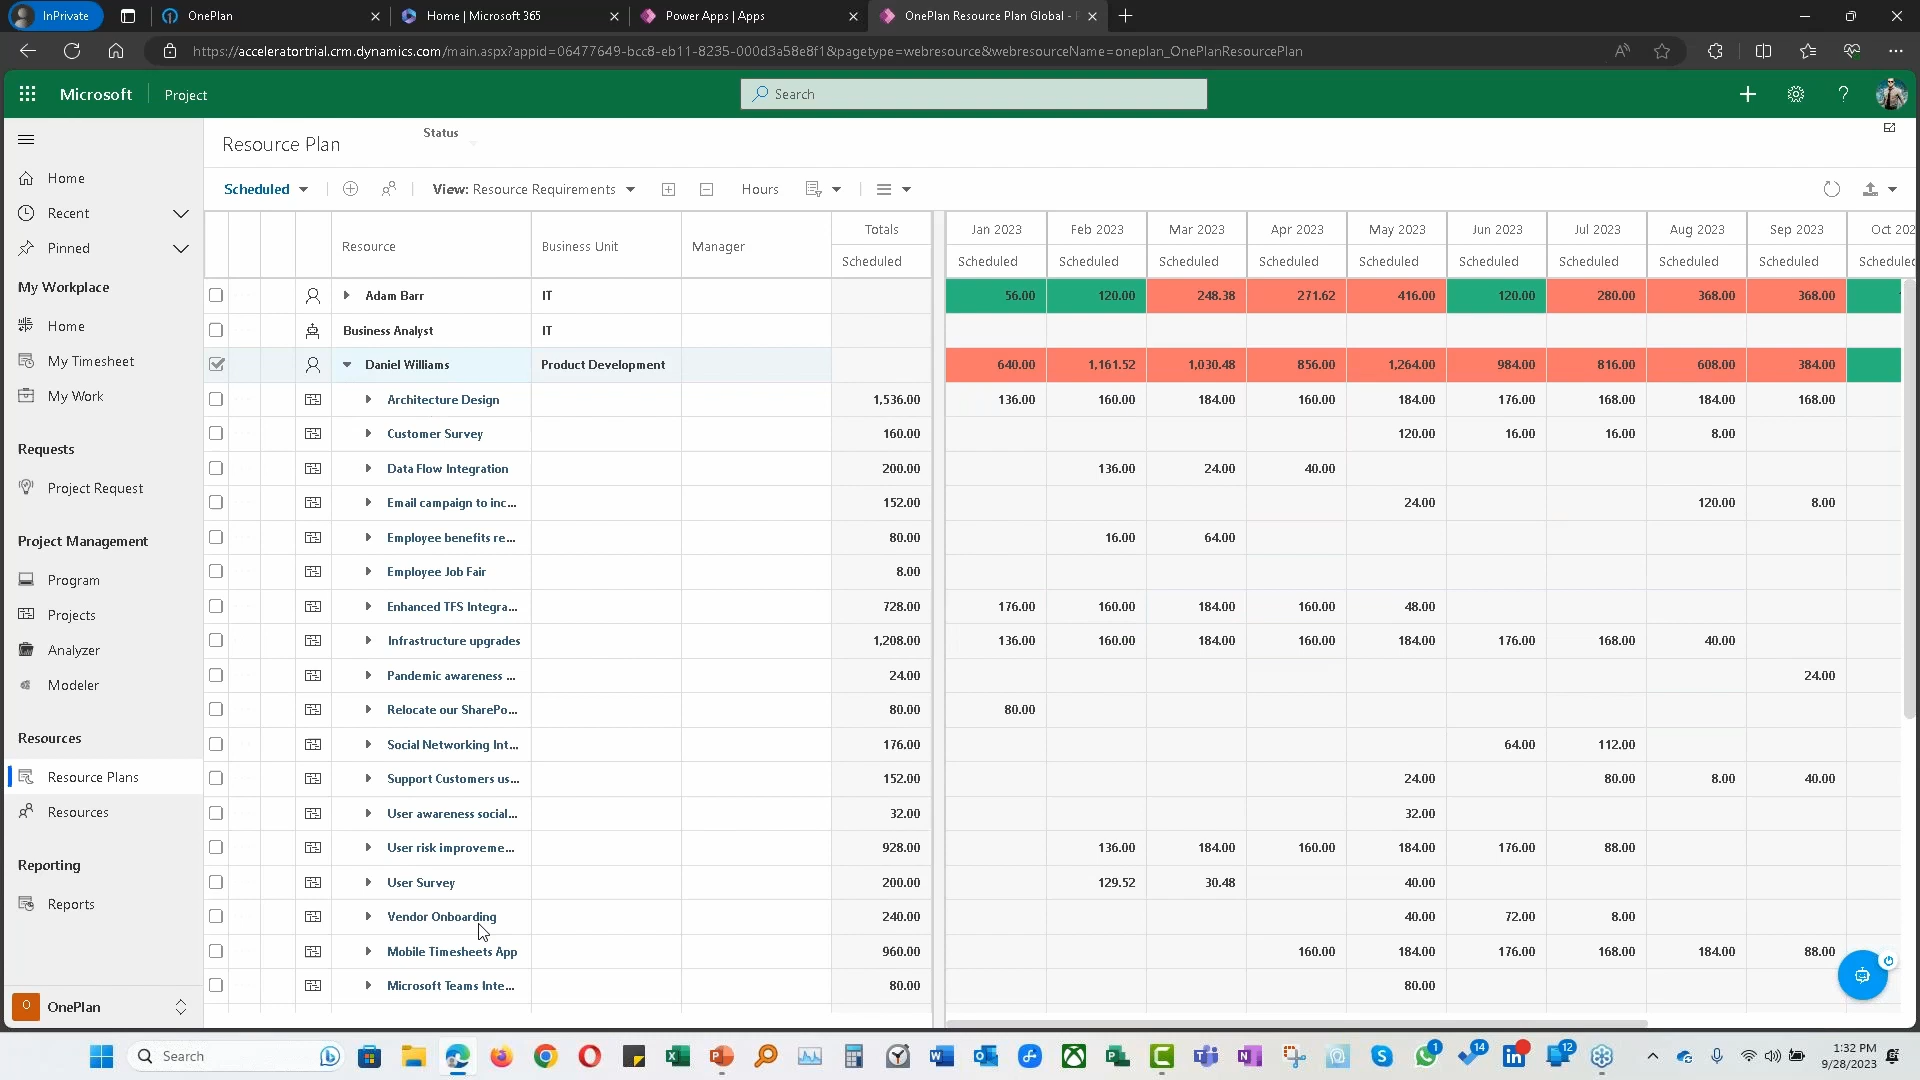 InPrivate
OnePlan
Home | Microsoft 365
Power Apps | Apps
OnePlan Resource Plan Global -
https://acceleratortrial.crm.dynamics.com/main.aspx?appid=06477649-bcc8-eb11-8235-000d3a58e8f1&pagetype=webresource&webresourceName=oneplan_OnePlanResourcePlan
Microsoft Project
Search
Home
Recent
Pinned
My Workplace
Home
My Timesheet
My Work
Requests
Project Request
Project Management
Program
Projects
Analyzer
Modeler
Resources
Resource Plans
Resources
Reporting
Reports
O OnePlan
Resource Plan Status
Scheduled View: Resource Requirements Hours
Resource Business Unit Manager Totals Jan 2023 Feb 2023 Mar 2023 Apr 2023 May 2023 Jun 2023 Jul 2023 Aug 2023 Sep 2023 Oct 202
Scheduled Scheduled Scheduled Scheduled Scheduled Scheduled Scheduled Scheduled Scheduled Scheduled Schedulec
Adam Barr IT 56.00 120.00 248.38 271.62 416.00 120.00 280.00 368.00 368.00
Business Analyst IT
Daniel Williams Product Development 640.00 1,161.52 1,030.48 856.00 1,264.00 984.00 816.00 608.00 384.00
Architecture Design 1,536.00 136.00 160.00 184.00 160.00 184.00 176.00 168.00 184.00 168.00
Customer Survey 160.00 120.00 16.00 16.00 8.00
Data Flow Integration 200.00 136.00 24.00 40.00
Email campaign to inc... 152.00 24.00 120.00 8.00
Employee benefits re... 80.00 16.00 64.00
Employee Job Fair 8.00
Enhanced TFS Integra... 728.00 176.00 160.00 184.00 160.00 48.00
Infrastructure upgrades 1,208.00 136.00 160.00 184.00 160.00 184.00 176.00 168.00 40.00
Pandemic awareness ... 24.00 24.00
Relocate our SharePo... 80.00 80.00
Social Networking Int... 176.00 64.00 112.00
Support Customers us... 152.00 24.00 80.00 8.00 40.00
User awareness social... 32.00 32.00
User risk improveme... 928.00 136.00 184.00 160.00 184.00 176.00 88.00
User Survey 200.00 129.52 30.48 40.00
Vendor Onboarding 240.00 40.00 72.00 8.00
Mobile Timesheets App 960.00 160.00 184.00 176.00 168.00 184.00 88.00
Microsoft Teams Inte... 80.00 80.00
Search
1
14
12
1:32 PM
9/28/2023